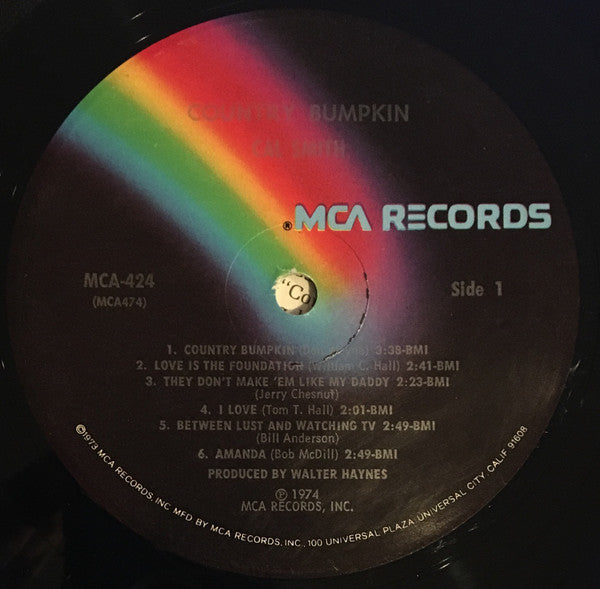 COUNTRY BUMPKIN
CAL SMITH
® MCA RECORDS
MCA-424
(MCA474)
Side 1
"Co
1. COUNTRY BUMPKIN 3:38-BMI
2. LOVE IS THE FOUNDATION (William C. Hall) 2:41-BMI
3. THEY DON'T MAKE 'EM LIKE MY DADDY 2:23-BMI
(Jerry Chesnut)
4. I LOVE (Tom T. Hall) 2:01-BMI
5. BETWEEN LUST AND WATCHING TV 2:49-BMI
(Bill Anderson)
6. AMANDA (Bob McDill) 2:49-BMI
PRODUCED BY WALTER HAYNES
℗ 1974
MCA RECORDS, INC.
©1973 MCA RECORDS, INC. MFD BY MCA RECORDS, INC., 100 UNIVERSAL PLAZA UNIVERSAL CITY, CALIF. 91608